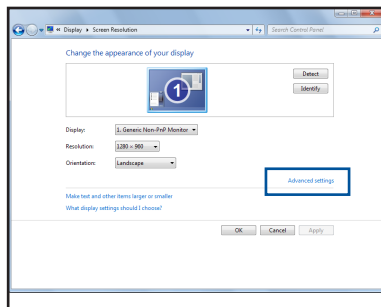 « Display ▸ Screen Resolution
Search Control Panel
Change the appearance of your display
1
Detect
Identify
Display: 1. Generic Non-PnP Monitor
Resolution: 1280 × 960
Orientation: Landscape
Advanced settings
Make text and other items larger or smaller
What display settings should I choose?
OK Cancel Apply